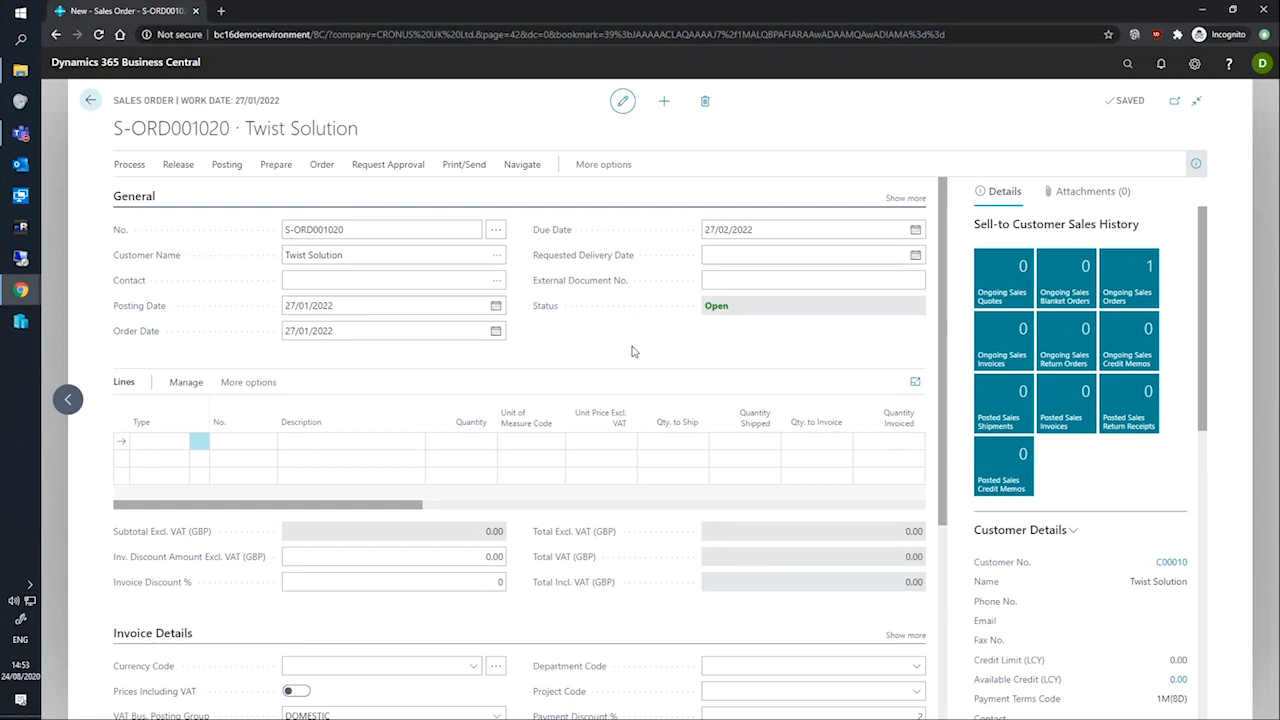 New - Sales Order - S-ORD0010
Not secure
bc16demoenvironment/BC/?company=CRONUS%20UK%20Ltd.&page=42&dc=0&bookmark=
Incognito
Dynamics 365 Business Central
D
SALES ORDER | WORK DATE: 27/01/2022
SAVED
S-ORD001020 · Twist Solution
Process Release Posting Prepare Order Request Approval Print/Send Navigate More options
General
Show more
No. S-ORD001020
Customer Name Twist Solution
Contact
Posting Date 27/01/2022
Order Date 27/01/2022
Due Date 27/02/2022
Requested Delivery Date
External Document No.
Status Open
Lines Manage More options
Type No. Description Quantity Unit of Measure Code Unit Price Excl. VAT Qty. to Ship Quantity Shipped Qty. to Invoice Quantity Invoiced
Subtotal Excl. VAT (GBP) 0.00
Inv. Discount Amount Excl. VAT (GBP) 0.00
Invoice Discount % 0
Total Excl. VAT (GBP) 0.00
Total VAT (GBP) 0.00
Total Incl. VAT (GBP) 0.00
Invoice Details
Show more
Currency Code
Prices Including VAT
VAT Bus. Posting Group DOMESTIC
Department Code
Project Code
Payment Discount % 2
Details Attachments (0)
Sell-to Customer Sales History
0 Ongoing Sales Quotes
0 Ongoing Sales Blanket Orders
1 Ongoing Sales Orders
0 Ongoing Sales Invoices
0 Ongoing Sales Return Orders
0 Ongoing Sales Credit Memos
0 Posted Sales Shipments
0 Posted Sales Invoices
0 Posted Sales Return Receipts
0 Posted Sales Credit Memos
Customer Details
Customer No. C00010
Name Twist Solution
Phone No.
Email
Fax No.
Credit Limit (LCY) 0.00
Available Credit (LCY) 0.00
Payment Terms Code 1M(8D)
Contact
ENG
14:53
24/08/2020